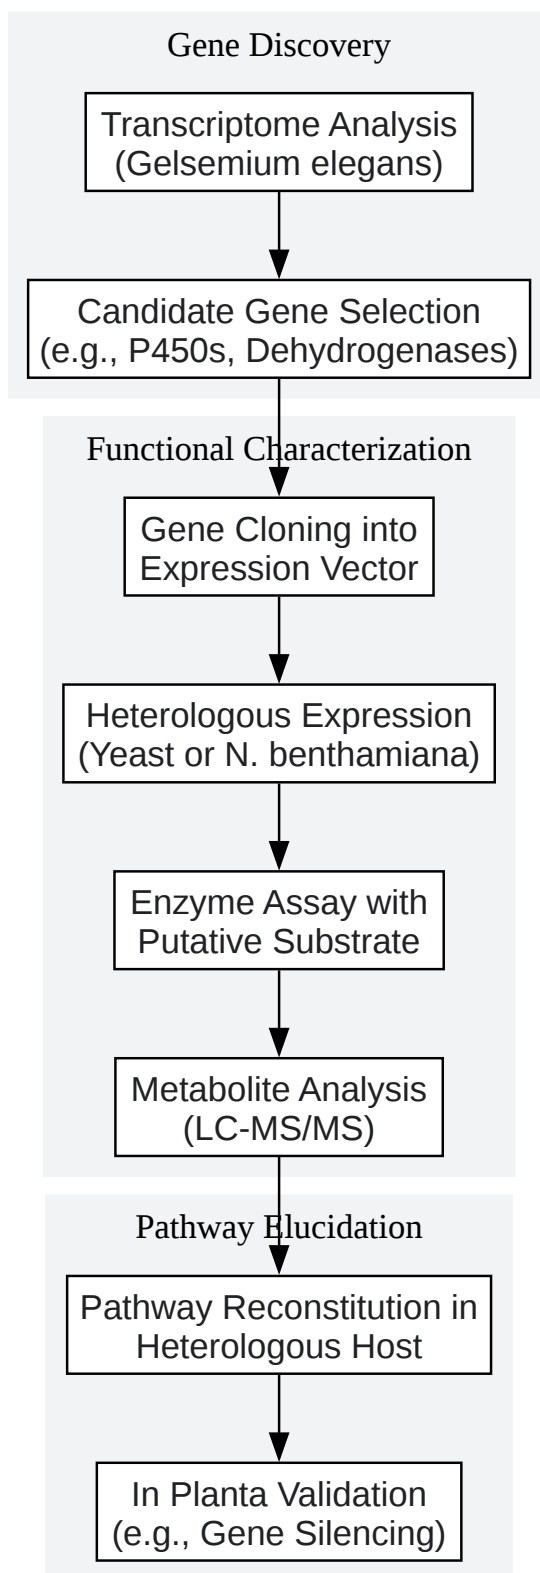 Gene Discovery
Transcriptome Analysis
(Gelsemium elegans)
Candidate Gene Selection
(e.g., P450s, Dehydrogenases)
Functional Characterization
Gene Cloning into
Expression Vector
Heterologous Expression
(Yeast or N. benthamiana)
Enzyme Assay with
Putative Substrate
Metabolite Analysis
(LC-MS/MS)
Pathway Elucidation
Pathway Reconstitution in
Heterologous Host
In Planta Validation
(e.g., Gene Silencing)